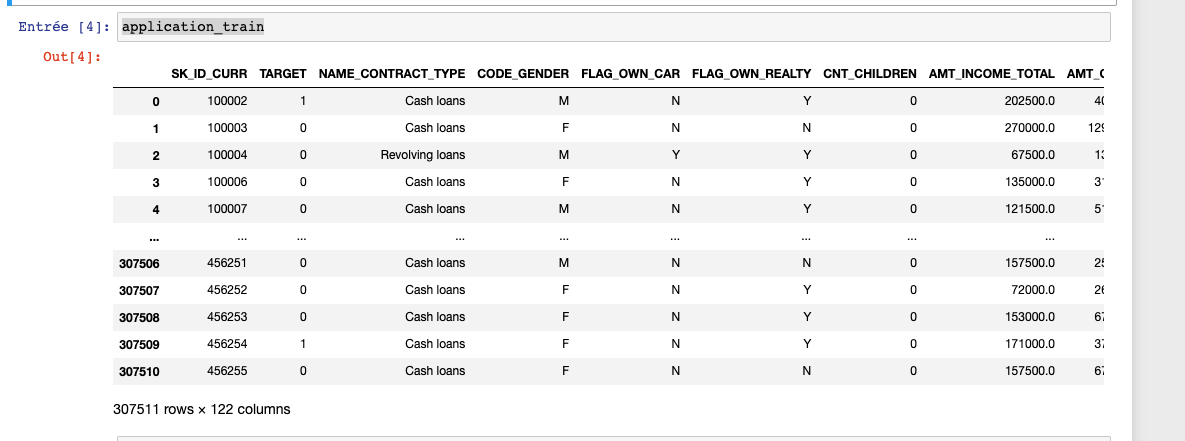 Entrée [4]: application_train
Out[4]:
SK_ID_CURR TARGET NAME_CONTRACT_TYPE CODE_GENDER FLAG_OWN_CAR FLAG_OWN_REALTY CNT_CHILDREN AMT_INCOME_TOTAL
0 100002 1 Cash loans M N Y 0 202500.0
1 100003 0 Cash loans F N N 0 270000.0
2 100004 0 Revolving loans M Y Y 0 67500.0
3 100006 0 Cash loans F N Y 0 135000.0
4 100007 0 Cash loans M N Y 0 121500.0
... ... ... ... ... ... ... ... ...
307506 456251 0 Cash loans M N N 0 157500.0
307507 456252 0 Cash loans F N Y 0 72000.0
307508 456253 0 Cash loans F N Y 0 153000.0
307509 456254 1 Cash loans F N Y 0 171000.0
307510 456255 0 Cash loans F N N 0 157500.0
307511 rows × 122 columns